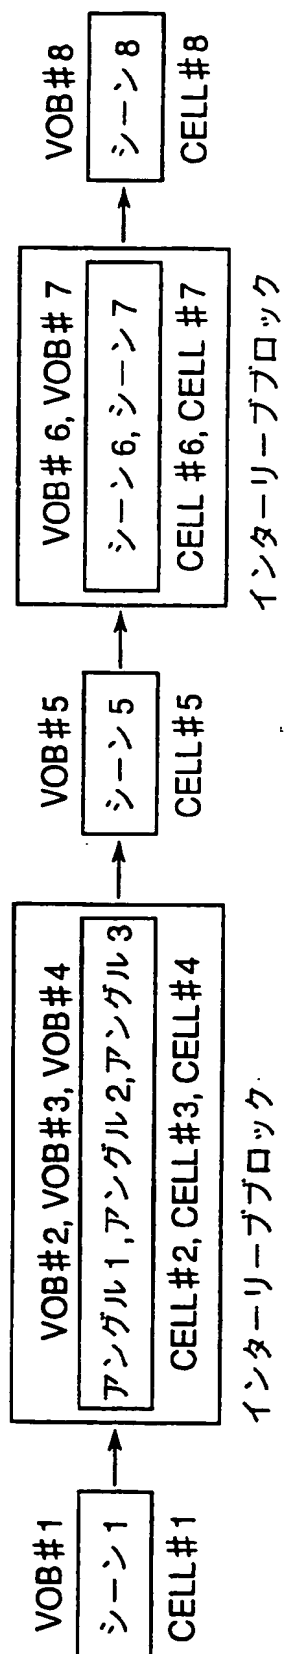 VOB#1
シーン1
CELL#1
VOB#2, VOB#3, VOB#4
アングル1,アングル2,アングル3
CELL#2, CELL#3, CELL#4
インターリーブブロック
VOB#5
シーン5
CELL#5
VOB# 6, VOB# 7
シーン6, シーン7
CELL #6, CELL #7
インターリーブブロック
VOB#8
シーン8
CELL#8